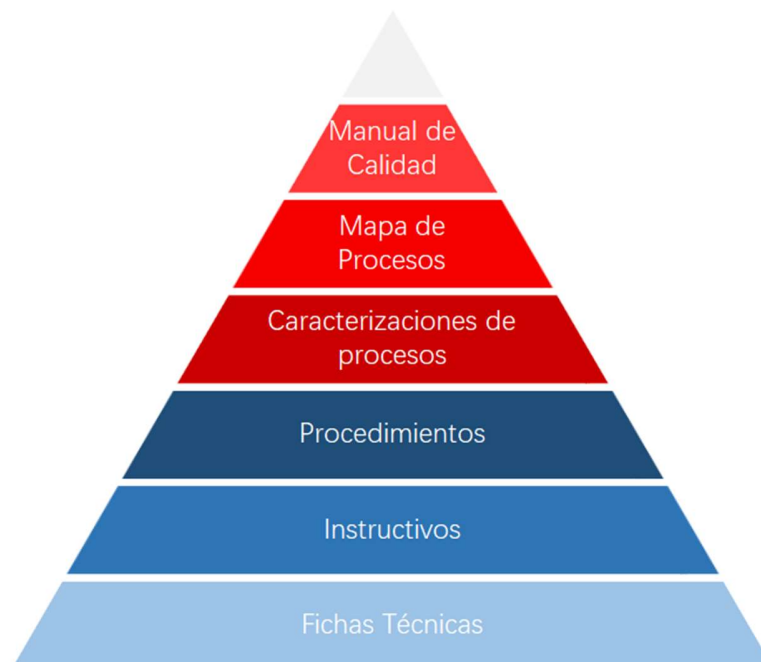 Manual de
Calidad
Mapa de
Procesos
Caracterizaciones de
procesos
Procedimientos
Instructivos
Fichas Técnicas